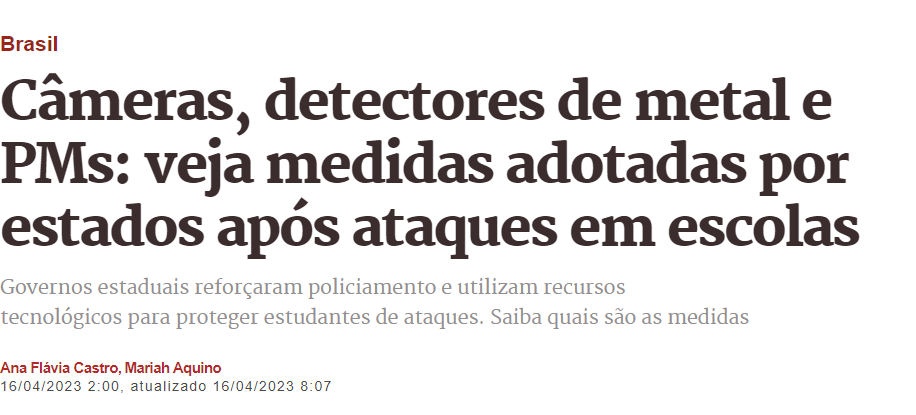 Brasil
Câmeras, detectores de metal e
PMs: veja medidas adotadas por
estados após ataques em escolas
Governos estaduais reforçaram policiamento e utilizam recursos
tecnológicos para proteger estudantes de ataques. Saiba quais são as medidas
Ana Flávia Castro, Mariah Aquino
16/04/2023 2:00, atualizado 16/04/2023 8:07